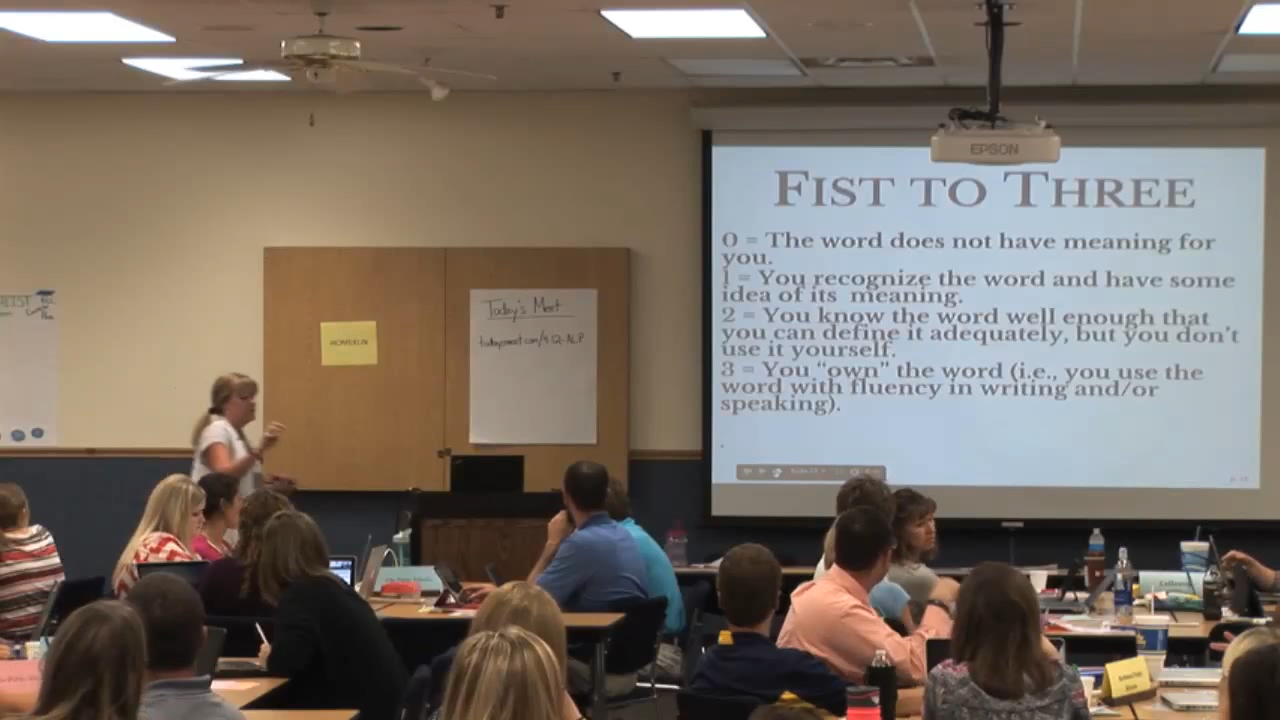 EPSON
FIST TO THREE
0 = The word does not have meaning for
you.
1 = You recognize the word and have some
idea of its meaning.
2 = You know the word well enough that
you can define it adequately, but you don't
use it yourself.
3 = You "own" the word (i.e., you use the
word with fluency in writing and/or
speaking).
Today's Meet